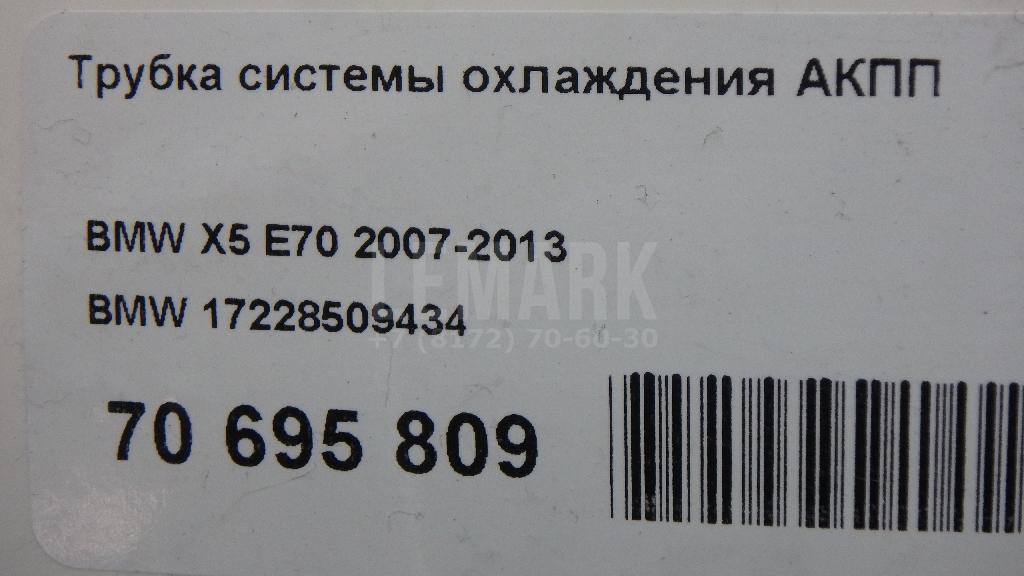 Трубка системы охлаждения АКПП
BMW X5 E70 2007-2013
LEMARK
BMW 17228509434
+7 (8172) 70-60-30
70 695 809